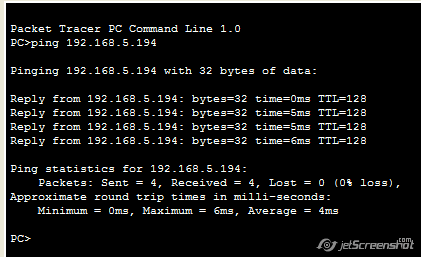 Packet Tracer PC Command Line 1.0
PC>ping 192.168.5.194
Pinging 192.168.5.194 with 32 bytes of data:
Reply from 192.168.5.194: bytes=32 time=0ms TTL=128
Reply from 192.168.5.194: bytes=32 time=5ms TTL=128
Reply from 192.168.5.194: bytes=32 time=5ms TTL=128
Reply from 192.168.5.194: bytes=32 time=6ms TTL=128
Ping statistics for 192.168.5.194:
Packets: Sent = 4, Received = 4, Lost = 0 (0% loss),
Approximate round trip times in milli-seconds:
Minimum = 0ms, Maximum = 6ms, Average = 4ms
PC>
jetScreenshot.com